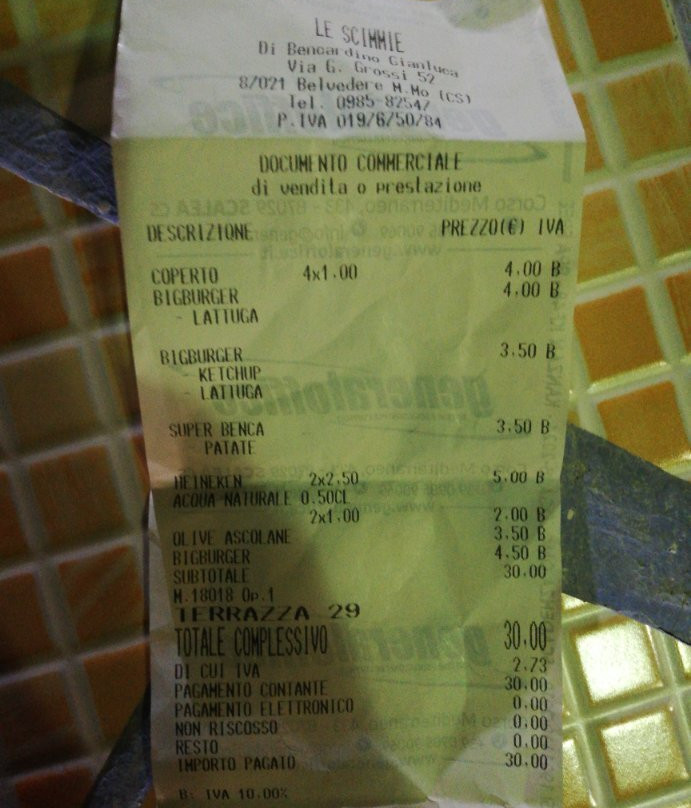 LE SCIMMIE
Di Bencardino Gianluca
Via G. Grossi 52
8/021 Belvedere M.Mo (CS)
Tel. 0985-8254/
P.IVA 019/6/50/84
DOCUMENTO COMMERCIALE
di vendita o prestazione
DESCRIZIONE PREZZO(€) IVA
COPERTO 4x1.00 4.00 B
BIGBURGER 4.00 B
- LATTUGA
BIGBURGER 3.50 B
- KETCHUP
- LATTUGA
SUPER BENCA 3.50 B
- PATATE
HEINEKEN 2x2.50 5.00 B
ACQUA NATURALE 0.50CL
2x1.00 2.00 B
OLIVE ASCOLANE 3.50 B
BIGBURGER 4.50 B
SUBTOTALE 30.00
M.18018 Op.1
TERRAZZA 29
TOTALE COMPLESSIVO 30.00
DI CUI IVA 2.73
PAGAMENTO CONTANTE 30.00
PAGAMENTO ELETTRONICO 0.00
NON RISCOSSO 0.00
RESTO 0.00
IMPORTO PAGATO 30.00
B: IVA 10.00%